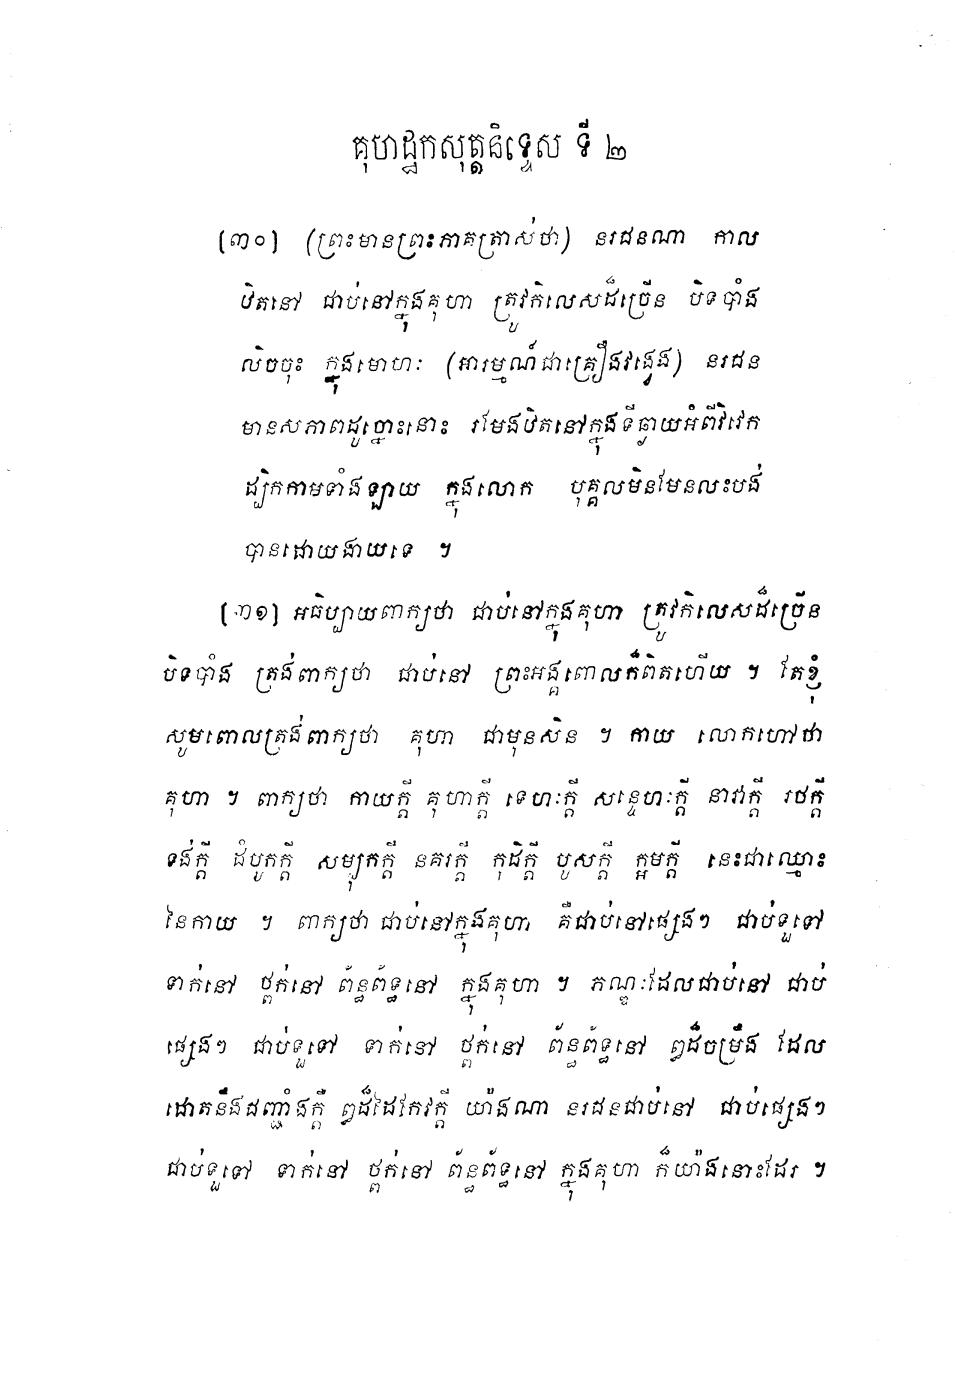 គុហដ្ឋកសុត្តនិទ្ទេស ទី ២
(៣០) (ព្រះមានព្រះភាគត្រាស់ថា) នរជនណា កាល
ឋិតនៅ ជាប់នៅក្នុងគុហា ត្រូវកិលេសដ៏ច្រើន បិទបាំង
លិចចុះ ក្នុងមោហៈ (អារម្មណ៍ជាគ្រឿងវង្វេង) នរជន
មានសភាពដូច្នោះនោះ រមែងឋិតនៅក្នុងទីឆ្ងាយអំពីវិវេក
ដ្បិតកាមទាំងឡាយ ក្នុងលោក បុគ្គលមិនមែនលះបង់
បានដោយងាយទេ ។
(៣១) អធិប្បាយពាក្យថា ជាប់នៅក្នុងគុហា ត្រូវកិលេសដ៏ច្រើន
បិទបាំង ត្រង់ពាក្យថា ជាប់នៅ ព្រះអង្គពោលក៏ពិតហើយ ។ តែខ្ញុំ
សូមពោលត្រង់ពាក្យថា គុហា ជាមុនសិន ។ កាយ លោកហៅថា
គុហា ។ ពាក្យថា កាយក្តី គុហាក្តី ទេហៈក្តី សន្ទេហៈក្តី នាវាក្តី រថក្តី
ទង់ក្តី ដំបូកក្តី សម្បុកក្តី នគរក្តី កុដិក្តី បូសក្តី ក្អមក្តី នេះជាឈ្មោះ
នៃកាយ ។ ពាក្យថា ជាប់នៅក្នុងគុហា គឺជាប់នៅផ្សេងៗ ជាប់ទួទៅ
ទាក់នៅ ថ្ពក់នៅ ព័ន្ធព័ទ្ធនៅ ក្នុងគុហា ។ ភណ្ឌៈដែលជាប់នៅ ជាប់
ផ្សេងៗ ជាប់ទួទៅ ទាក់នៅ ថ្ពក់នៅ ព័ន្ធព័ទ្ធនៅ ឰដ៏ចម្រឹង ដែល
ដោតនឹងជញ្ជាំងក្តី ឰដ៏ដៃកែវក្តី យ៉ាងណា នរជនជាប់នៅ ជាប់ផ្សេងៗ
ជាប់ទួទៅ ទាក់នៅ ថ្ពក់នៅ ព័ន្ធព័ទ្ធនៅ ក្នុងគុហា ក៏យ៉ាងនោះដែរ ។